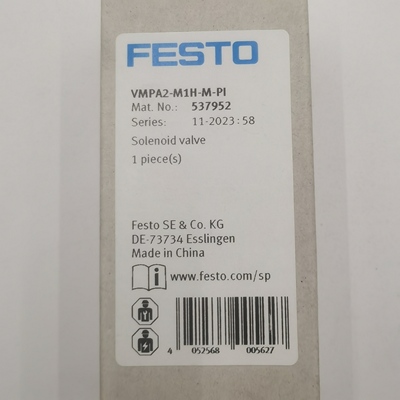 FESTO
VMPA2-M1H-M-PI
Mat. No.: 537952
Series: 11-2023:58
Solenoid valve
1 piece(s)
Festo SE & Co. KG
DE-73734 Esslingen
Made in China
www.festo.com/sp
4 052568 005627